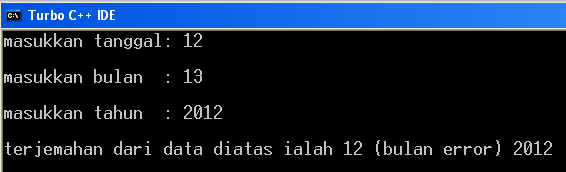 Turbo C++ IDE
masukkan tanggal: 12
masukkan bulan  : 13
masukkan tahun  : 2012
terjemahan dari data diatas ialah 12 (bulan error) 2012